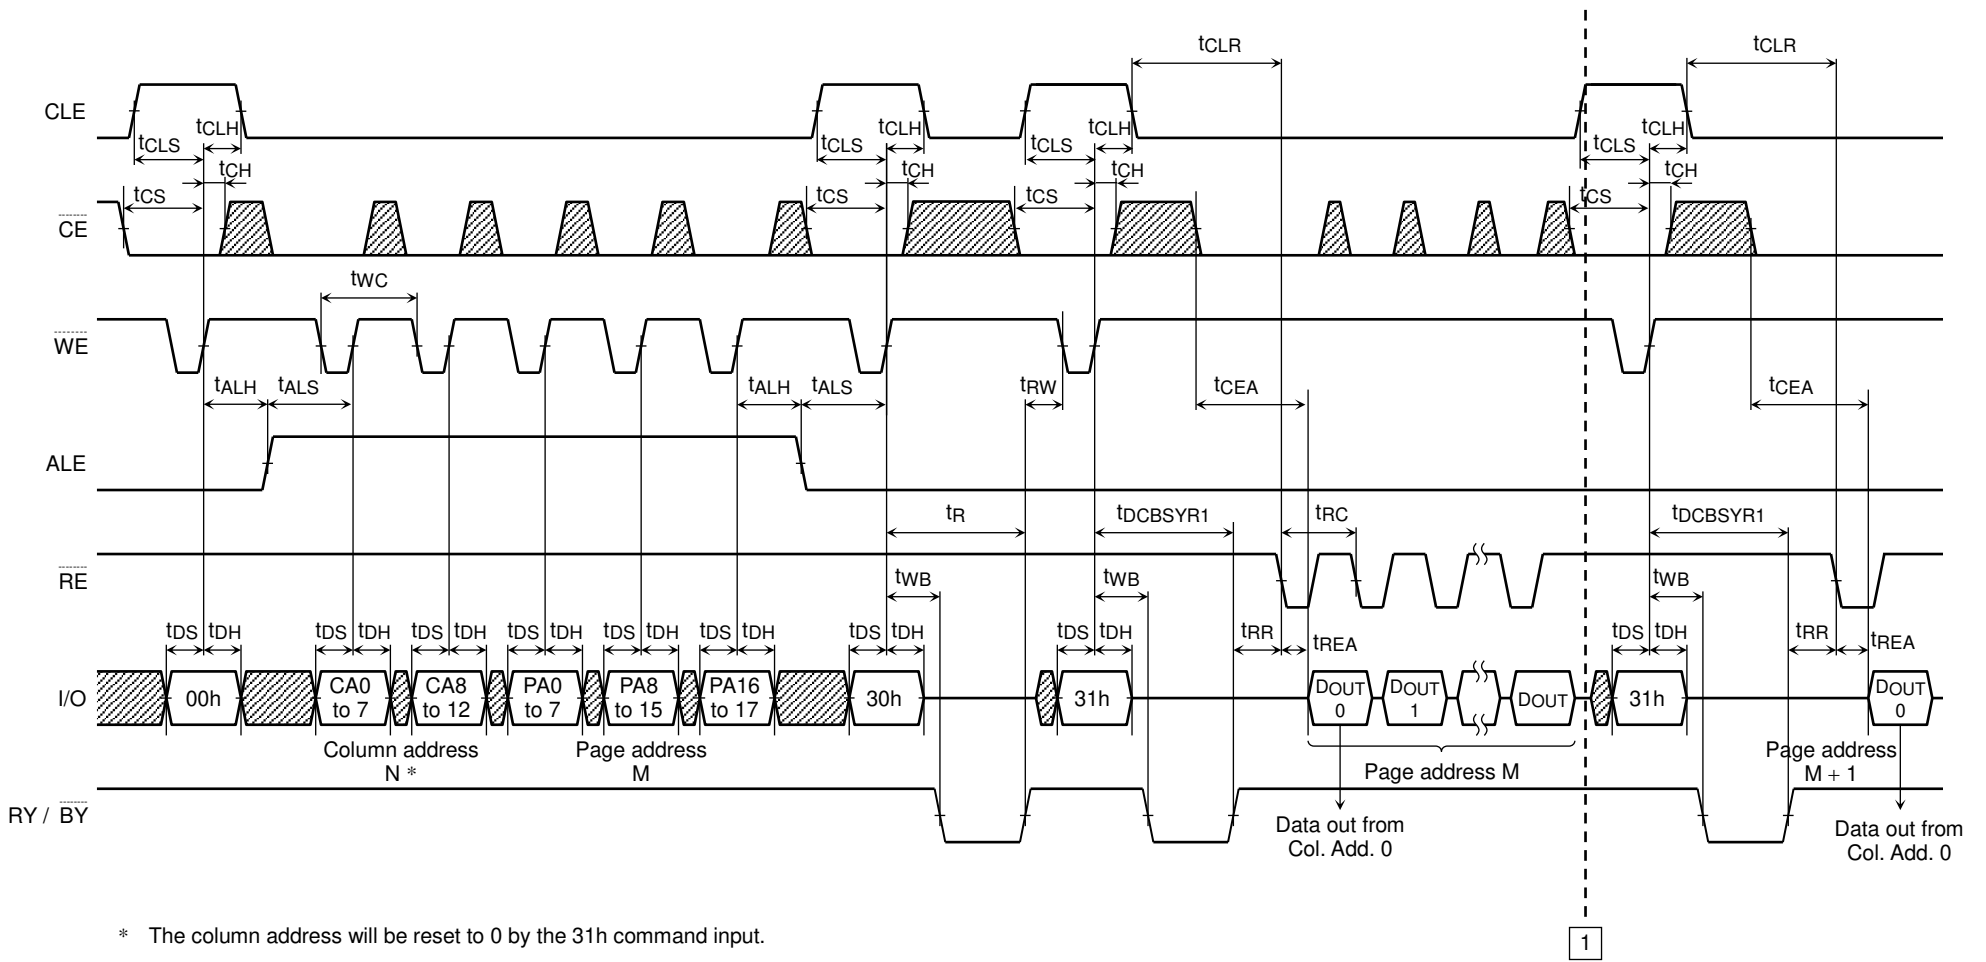 tCLR tCLR
CLE
tCLS tCLH tCLS tCLH tCLS tCLH tCLS tCLH
tCS tCH tCS tCH tCS tCH tCS tCH
CE
tWC
WE
tALH tALS tALH tALS tRW tCEA tCEA
ALE
tR tDCBSYR1 tRC tDCBSYR1
RE
tWB tWB tWB
tDS tDH tDS tDH tDS tDH tDS tDH tDS tDH tDS tDH tDS tDH tDS tDH tRR tREA tDS tDH tRR tREA
I/O
00h
CA0 to 7
CA8 to 12
PA0 to 7
PA8 to 15
PA16 to 17
30h
31h
DOUT 0
DOUT 1
DOUT
31h
DOUT 0
Column address
N *
Page address
M
Page address M
Page address
M + 1
RY / BY
Data out from
Col. Add. 0
Data out from
Col. Add. 0
* The column address will be reset to 0 by the 31h command input.
1